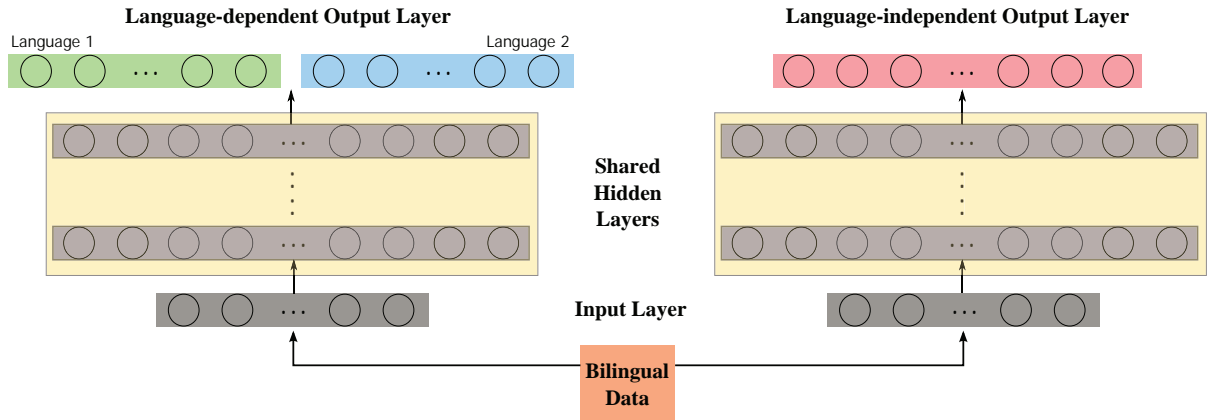 Language-dependent Output Layer
Language-independent Output Layer
Language 1
Language 2
Shared
Hidden
Layers
Input Layer
Bilingual
Data